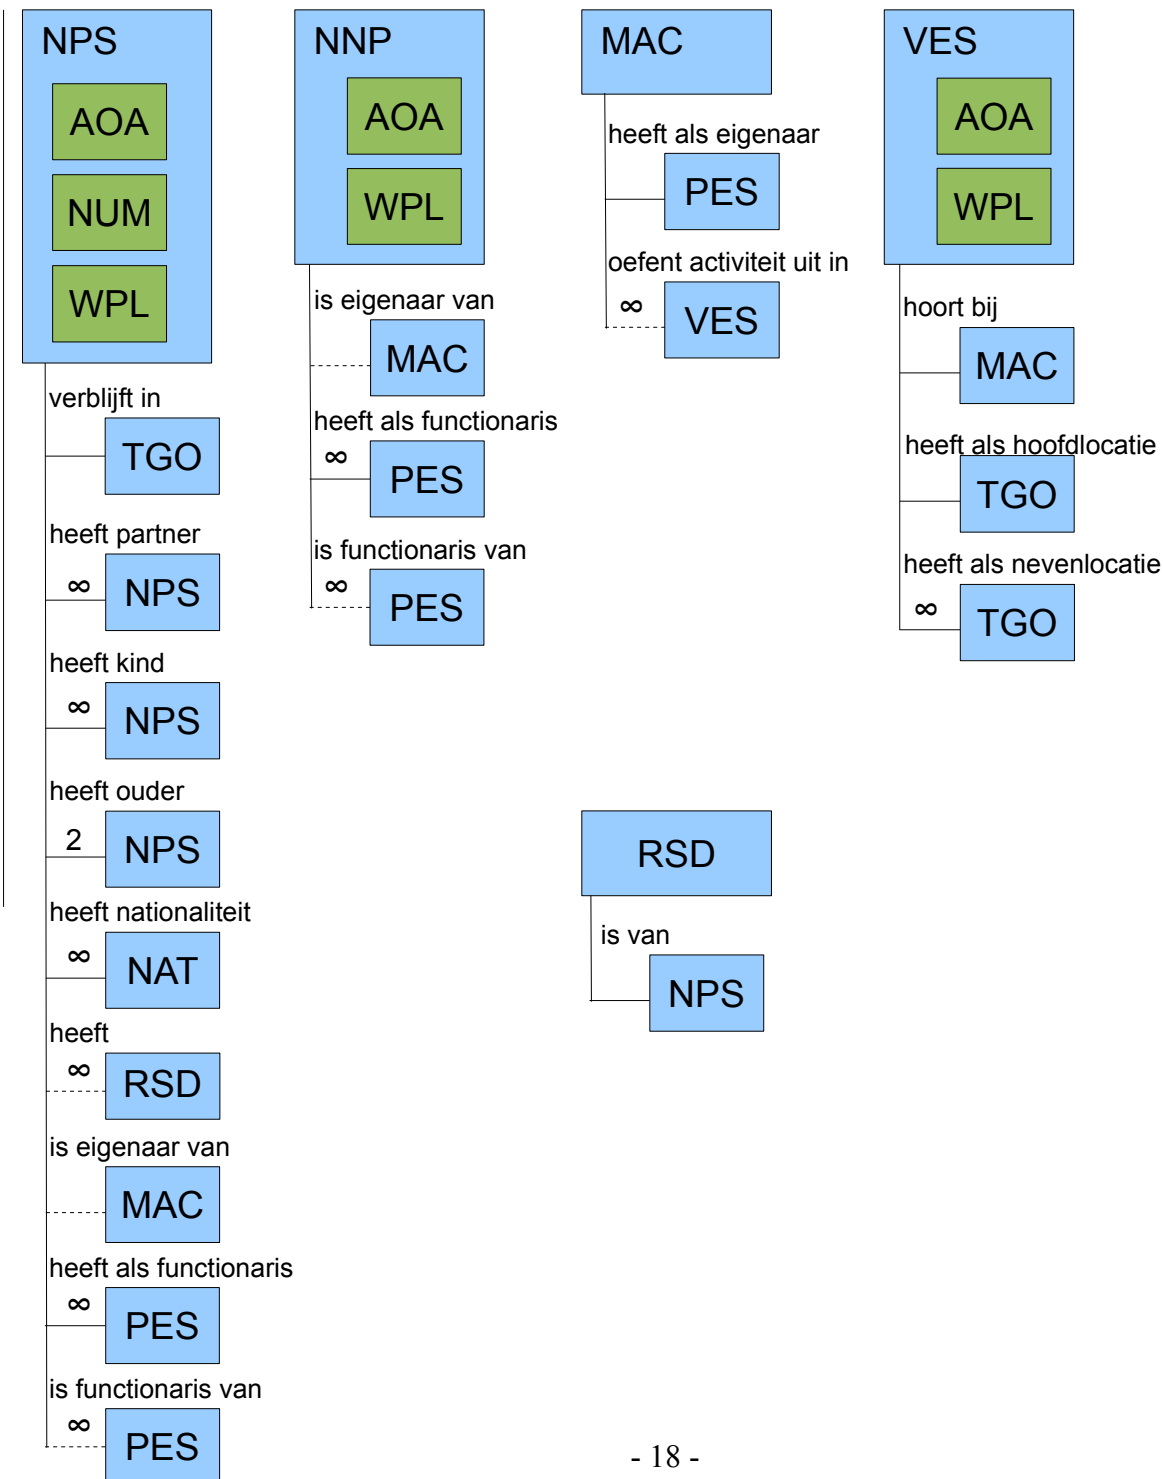 NPS
AOA
NUM
WPL
verblijft in
TGO
heeft partner
∞
NPS
heeft kind
∞
NPS
heeft ouder
2
NPS
heeft nationaliteit
∞
NAT
heeft
∞
RSD
is eigenaar van
MAC
heeft als functionaris
∞
PES
is functionaris van
∞
PES
NNP
AOA
WPL
is eigenaar van
MAC
heeft als functionaris
∞
PES
is functionaris van
∞
PES
MAC
heeft als eigenaar
PES
oefent activiteit uit in
∞
VES
RSD
is van
NPS
VES
AOA
WPL
hoort bij
MAC
heeft als hoofdlocatie
TGO
heeft als nevenlocatie
∞
TGO
- 18 -